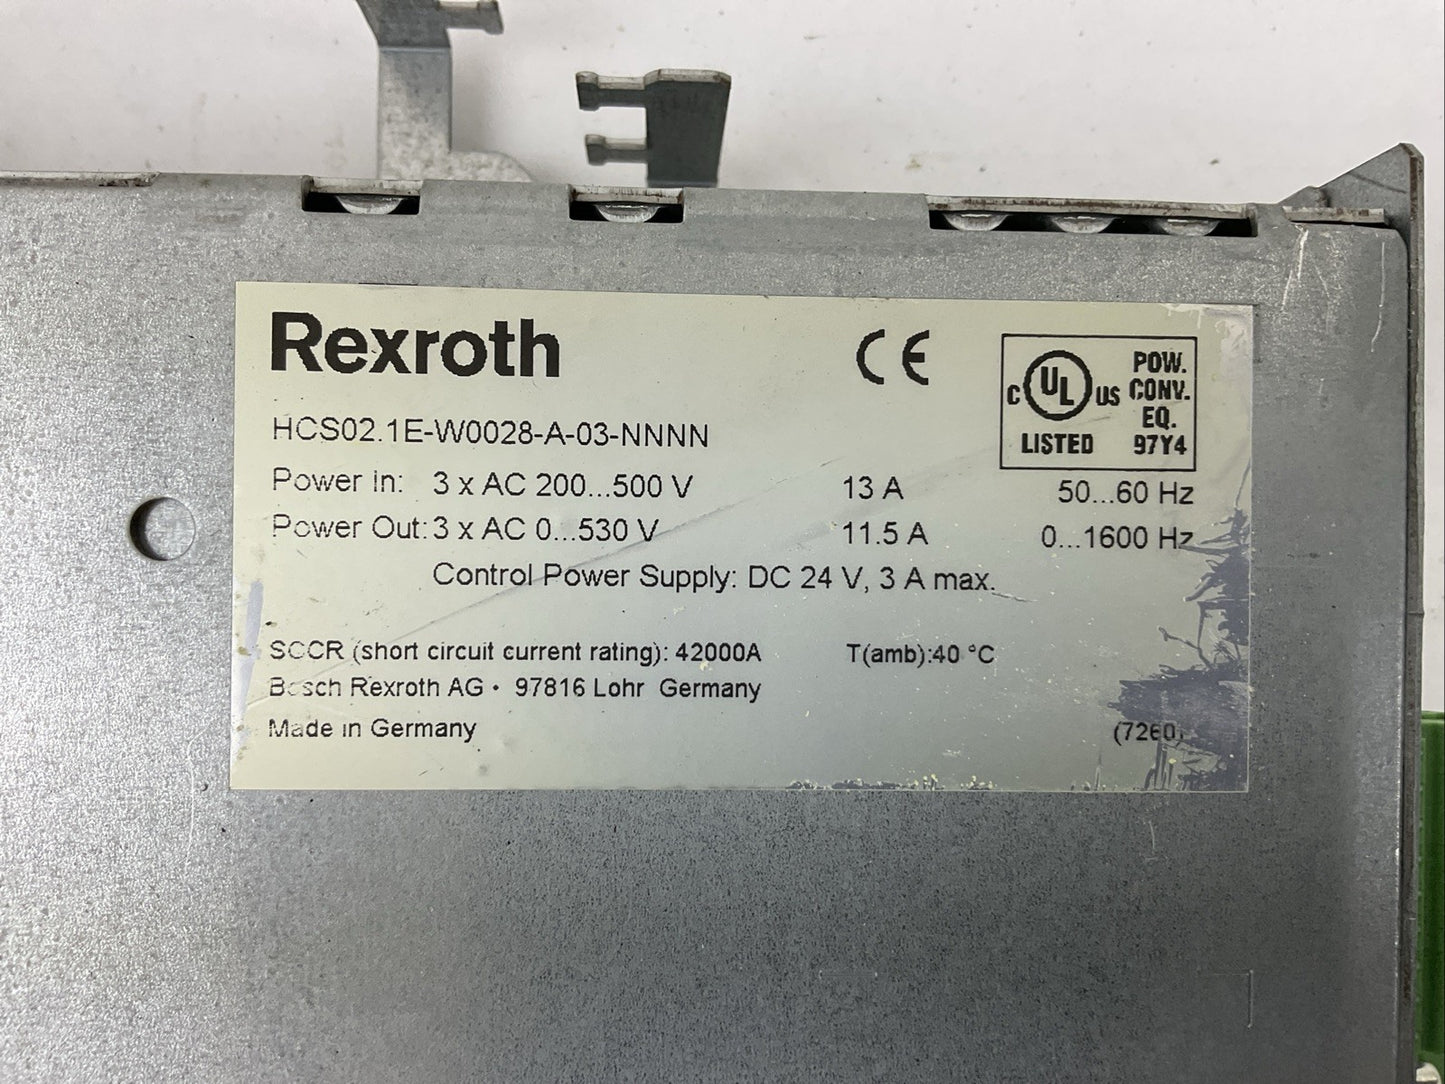 Rexroth
CE
C UL US LISTED
POW.
CONV.
EQ.
97Y4
HCS02.1E-W0028-A-03-NNNN
Power in: 3 x AC 200...500 V 13 A 50...60 Hz
Power Out: 3 x AC 0...530 V 11.5 A 0...1600 Hz
Control Power Supply: DC 24 V, 3 A max.
SCCR (short circuit current rating): 42000A T(amb):40 °C
Bosch Rexroth AG • 97816 Lohr Germany
Made in Germany (7260)